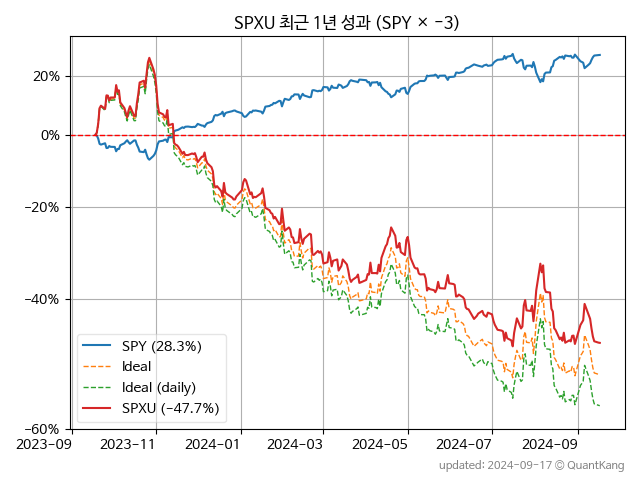 SPXU 최근 1년 성과 (SPY × −3)
20%
0%
−20%
−40%
−60%
SPY (28.3%)
Ideal
Ideal (daily)
SPXU (−47.7%)
2023-09 2023-11 2024-01 2024-03 2024-05 2024-07 2024-09
updated: 2024-09-17 © QuantKang